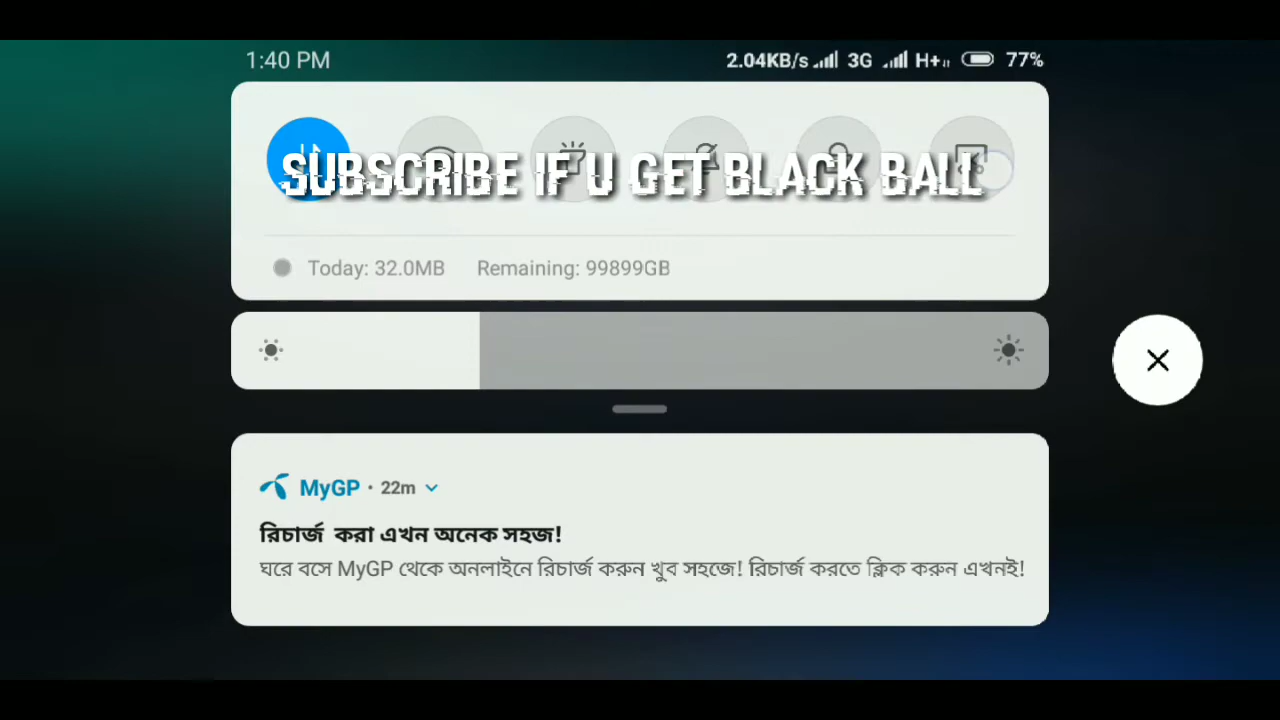 1:40 PM 2.04KB/s 3G H+ 77%
SUBSCRIBE IF U GET BLACK BALL
Today: 32.0MB Remaining: 99899GB
MyGP · 22m
রিচার্জ করা এখন অনেক সহজ!
ঘরে বসে MyGP থেকে অনলাইনে রিচার্জ করুন খুব সহজে! রিচার্জ করতে ক্লিক করুন এখনই!